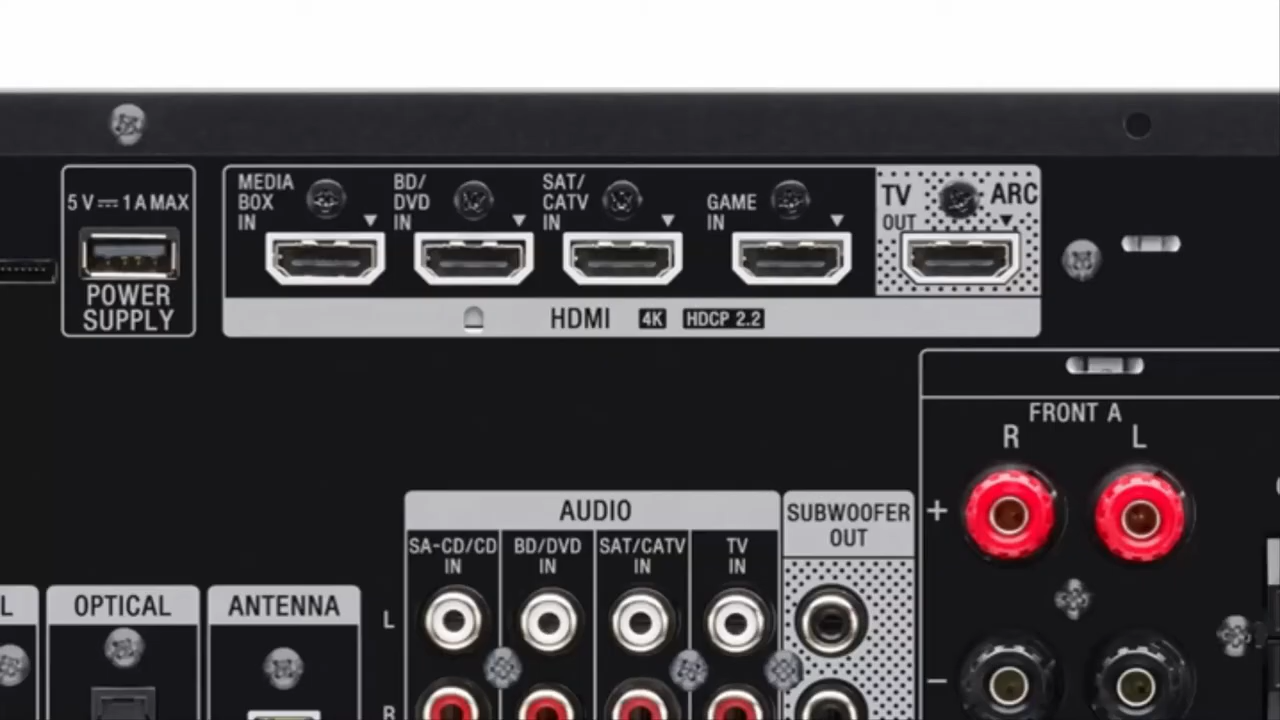 5 V ⎓ 1 A MAX
POWER
SUPPLY
MEDIA
BOX
IN
BD/
DVD
IN
SAT/
CATV
IN
GAME
IN
TV
OUT
ARC
HDMI 4K HDCP 2.2
FRONT A
R L
+
−
AUDIO
SA-CD/CD
IN
BD/DVD
IN
SAT/CATV
IN
TV
IN
SUBWOOFER
OUT
L
R
L
OPTICAL
ANTENNA